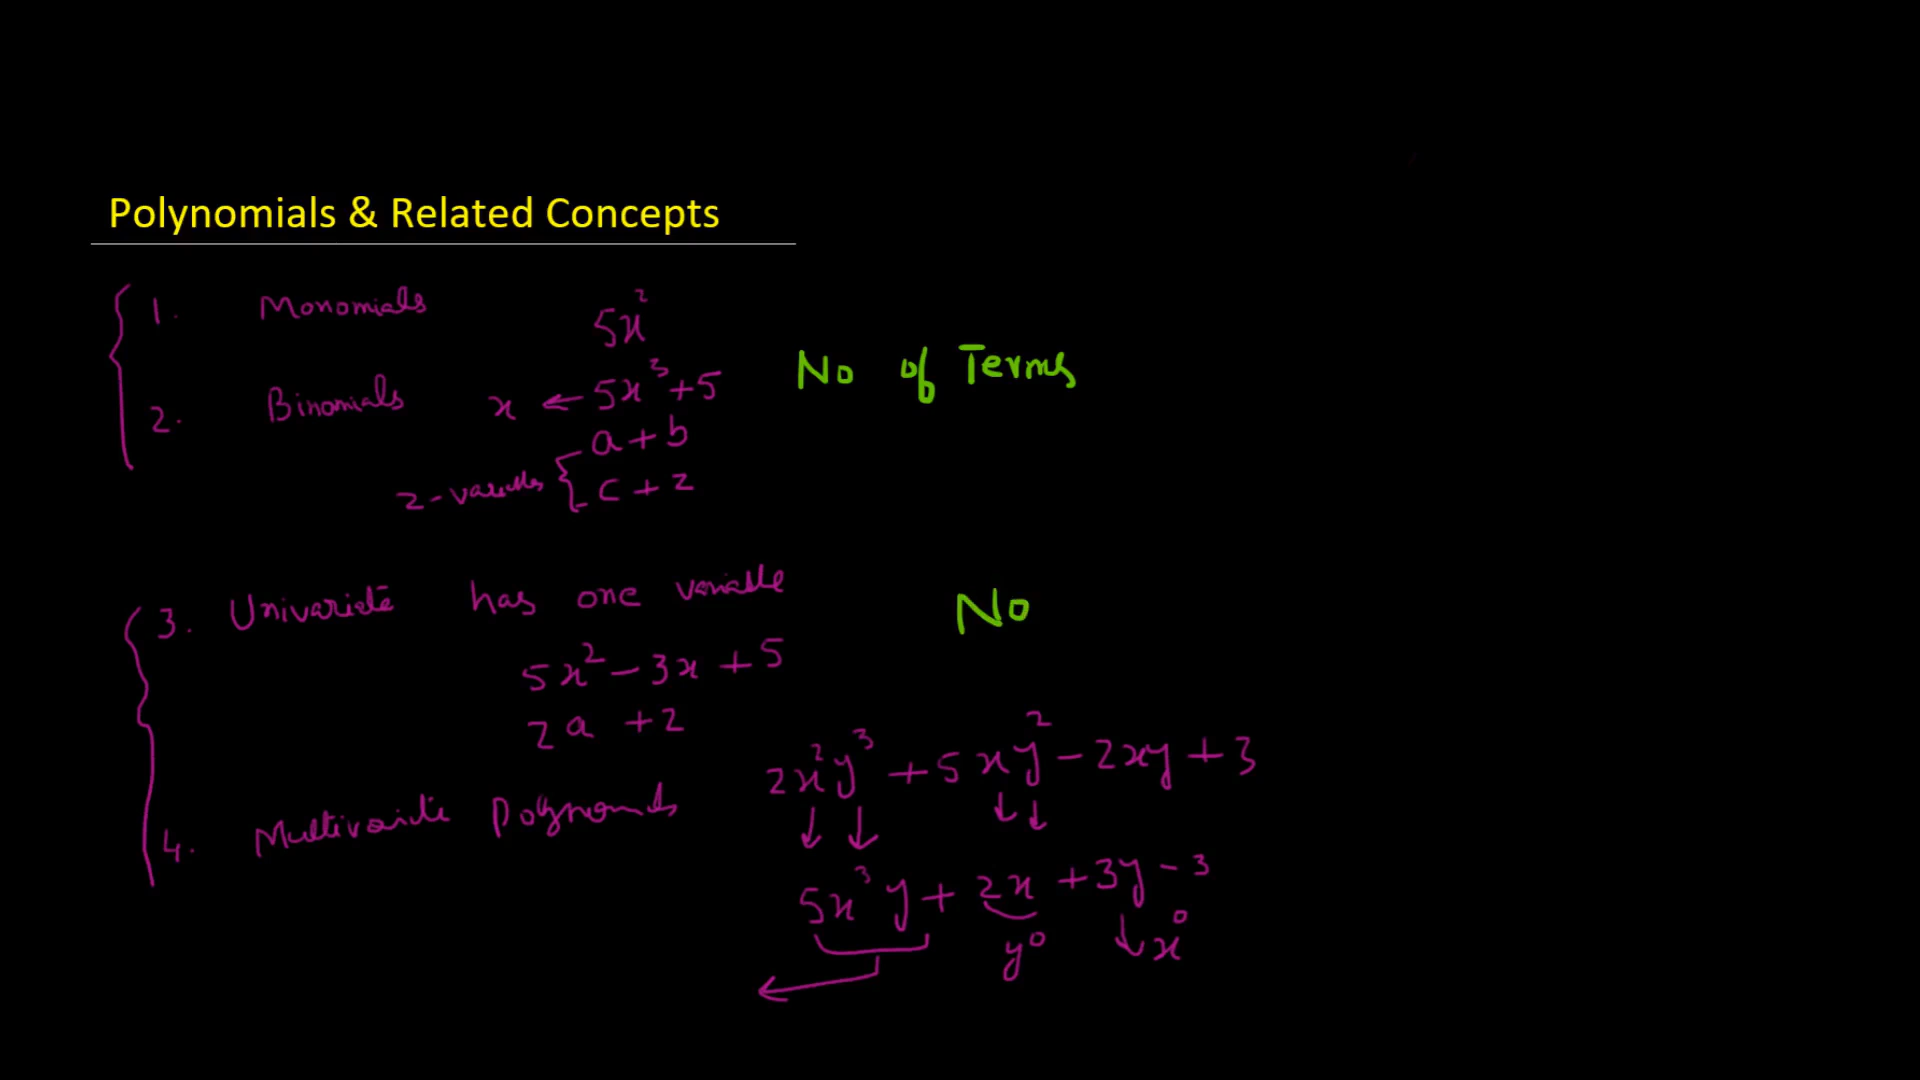 Polynomials & Related Concepts
1. Monomials 5x²
2. Binomials x ← 5x³+5
No of Terms
a + b
2-variables { c + z
3. Univariate has one variable
No
5x² - 3x + 5
2a + 2
2x²y³ + 5xy² - 2xy + 3
4. Multivariate Polynomials
5x³y + 2x + 3y - 3
y⁰ x⁰